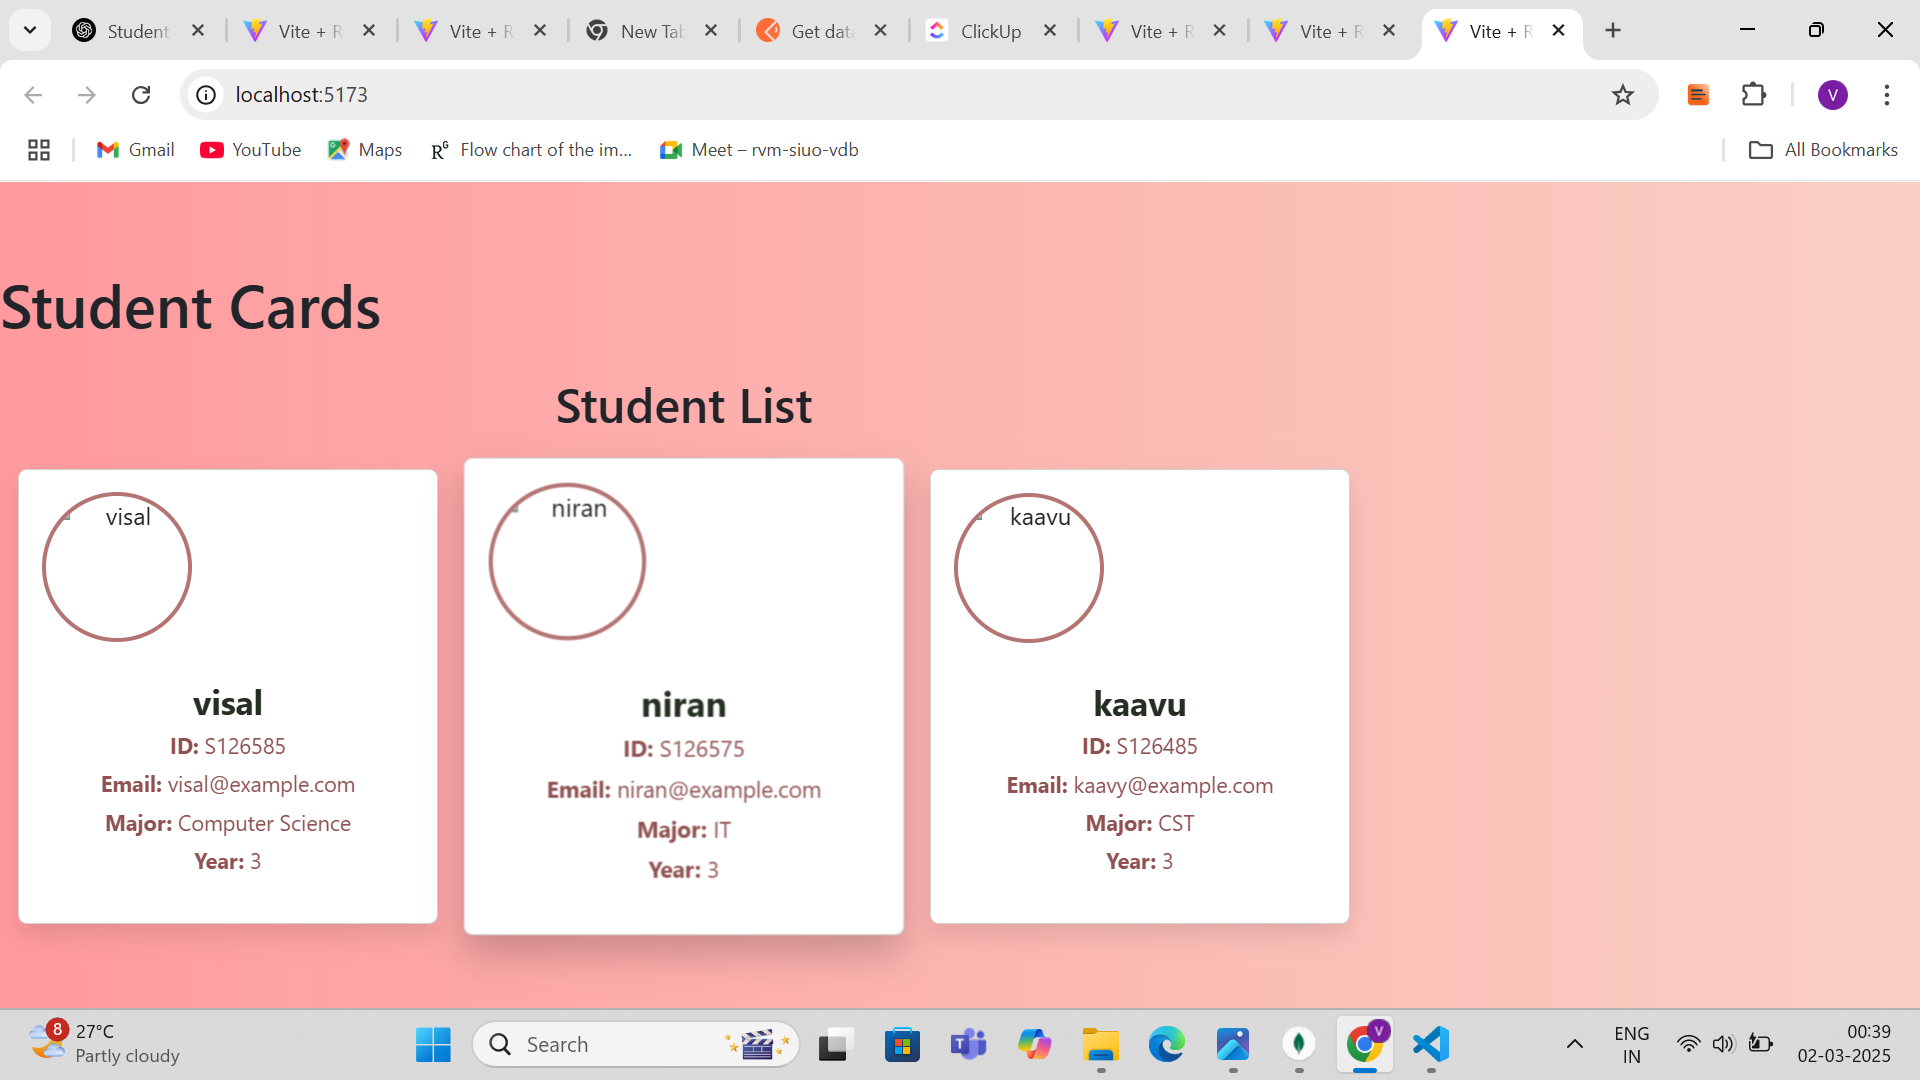 Student
Vite + R
Vite + R
New Tab
Get data
ClickUp
Vite + R
Vite + R
Vite + R
localhost:5173
V
Gmail
YouTube
Maps
Flow chart of the im...
Meet – rvm-siuo-vdb
All Bookmarks
Student Cards
Student List
visal
visal
ID: S126585
Email: visal@example.com
Major: Computer Science
Year: 3
niran
niran
ID: S126575
Email: niran@example.com
Major: IT
Year: 3
kaavu
kaavu
ID: S126485
Email: kaavy@example.com
Major: CST
Year: 3
8
27°C
Partly cloudy
Search
V
ENG
IN
00:39
02-03-2025